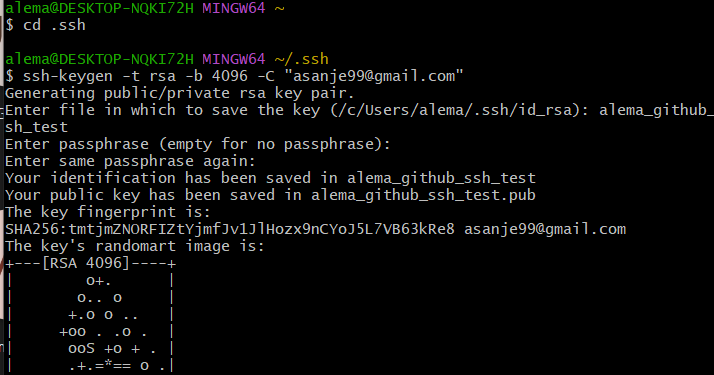 alema@DESKTOP-NQKI72H MINGW64 ~
$ cd .ssh
alema@DESKTOP-NQKI72H MINGW64 ~/.ssh
$ ssh-keygen -t rsa -b 4096 -C "asanje99@gmail.com"
Generating public/private rsa key pair.
Enter file in which to save the key (/c/Users/alema/.ssh/id_rsa): alema_github_
sh_test
Enter passphrase (empty for no passphrase):
Enter same passphrase again:
Your identification has been saved in alema_github_ssh_test
Your public key has been saved in alema_github_ssh_test.pub
The key fingerprint is:
SHA256:tmtjmZNORFIZtYjmfJv1JlHozx9nCYoJ5L7VB63kRe8 asanje99@gmail.com
The key's randomart image is:
+---[RSA 4096]----+
|        o+.      |
|       o.. o     |
|      +.o o ..   |
|     +oo . .o .  |
|      ooS +o + . |
|      .+.=*== o .|